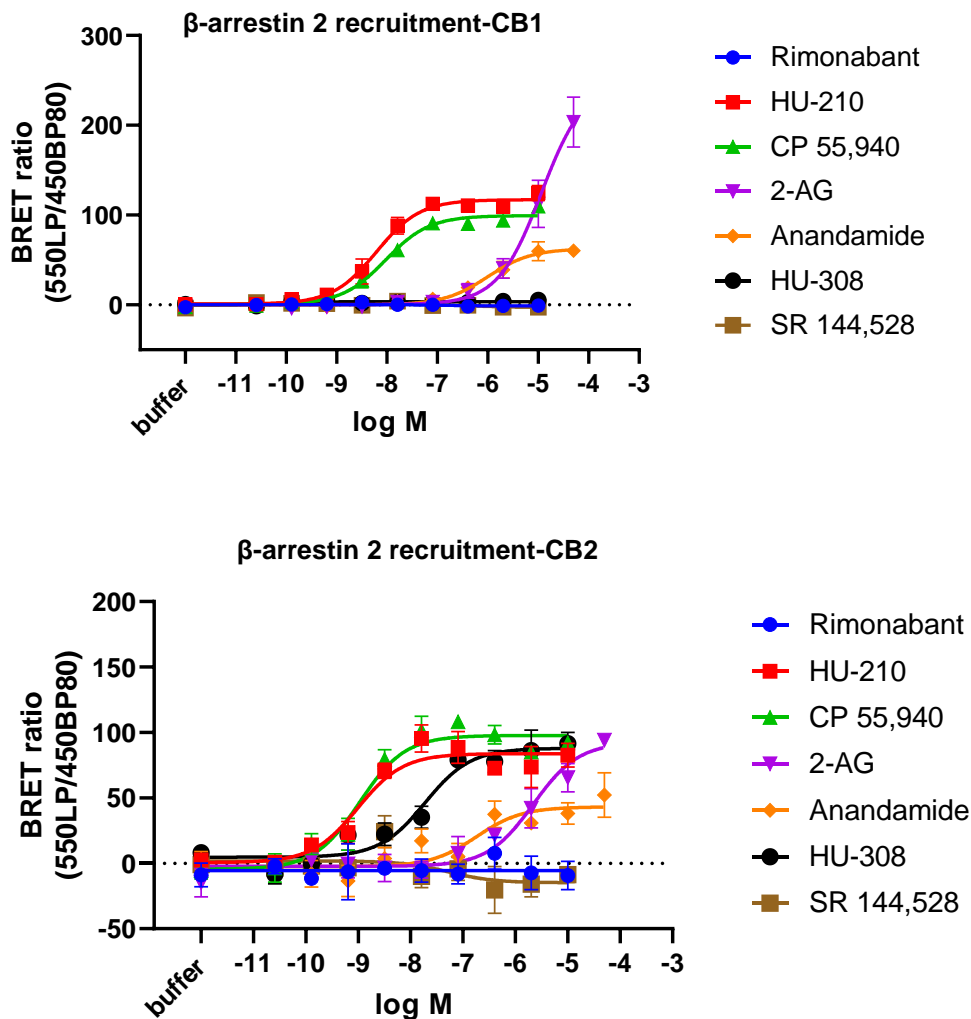 β-arrestin 2 recruitment-CB1
300
200
100
0
BRET ratio
(550LP/450BP80)
buffer
-11 -10 -9 -8 -7 -6 -5 -4 -3
log M
Rimonabant
HU-210
CP 55,940
2-AG
Anandamide
HU-308
SR 144,528
β-arrestin 2 recruitment-CB2
200
150
100
50
0
-50
BRET ratio
(550LP/450BP80)
buffer
-11 -10 -9 -8 -7 -6 -5 -4 -3
log M
Rimonabant
HU-210
CP 55,940
2-AG
Anandamide
HU-308
SR 144,528